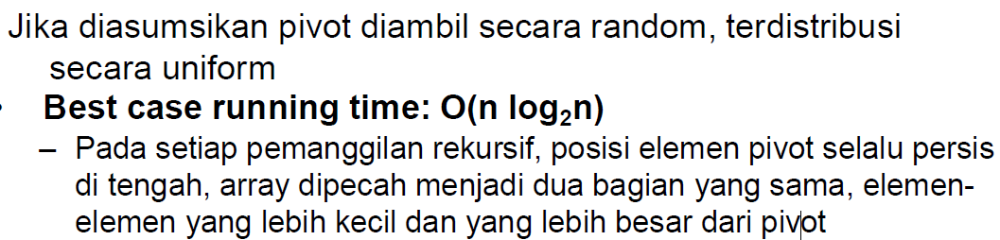 Jika diasumsikan pivot diambil secara random, terdistribusi
secara uniform
• Best case running time: O(n log₂n)
– Pada setiap pemanggilan rekursif, posisi elemen pivot selalu persis
di tengah, array dipecah menjadi dua bagian yang sama, elemen-
elemen yang lebih kecil dan yang lebih besar dari pivot